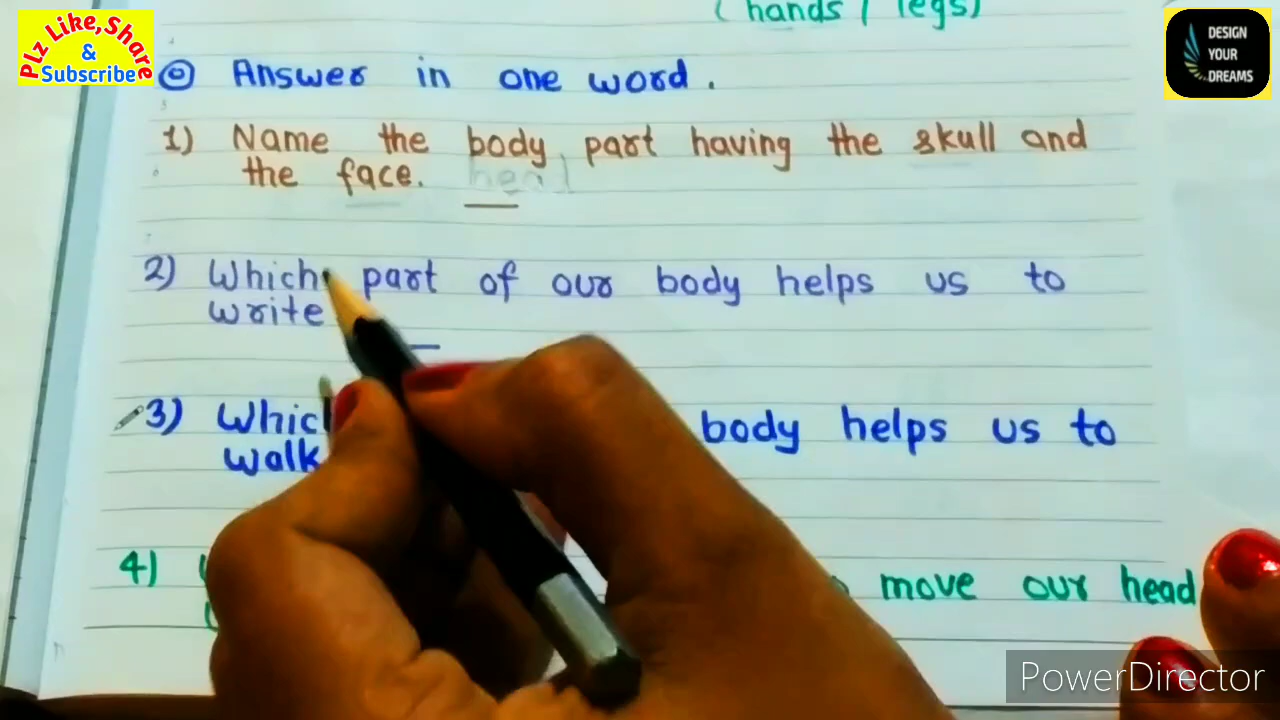 ( hands / legs)
Plz Like, Share
&
Subscribe
DESIGN
YOUR
DREAMS
Answer in one word.
1) Name the body part having the skull and
the face. head
2) Which part of our body helps us to
write
3) Which body helps us to
walk
4) move our head
PowerDirector